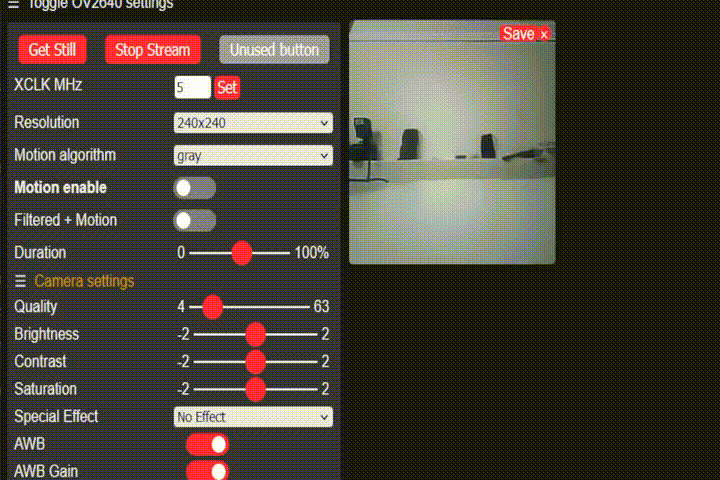 ☰ Toggle OV2640 settings
Get Still Stop Stream Unused button
Save ×
XCLK MHz 5 Set
Resolution 240x240
Motion algorithm gray
Motion enable
Filtered + Motion
Duration 0 100%
☰ Camera settings
Quality 4 63
Brightness -2 2
Contrast -2 2
Saturation -2 2
Special Effect No Effect
AWB
AWB Gain